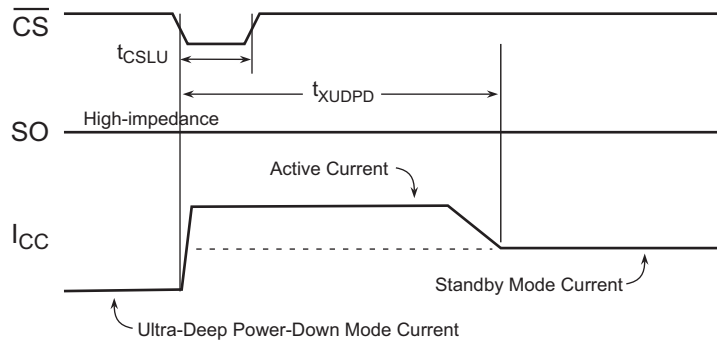 CS
tCSLU
tXUDPD
High-impedance
SO
Active Current
ICC
Standby Mode Current
Ultra-Deep Power-Down Mode Current